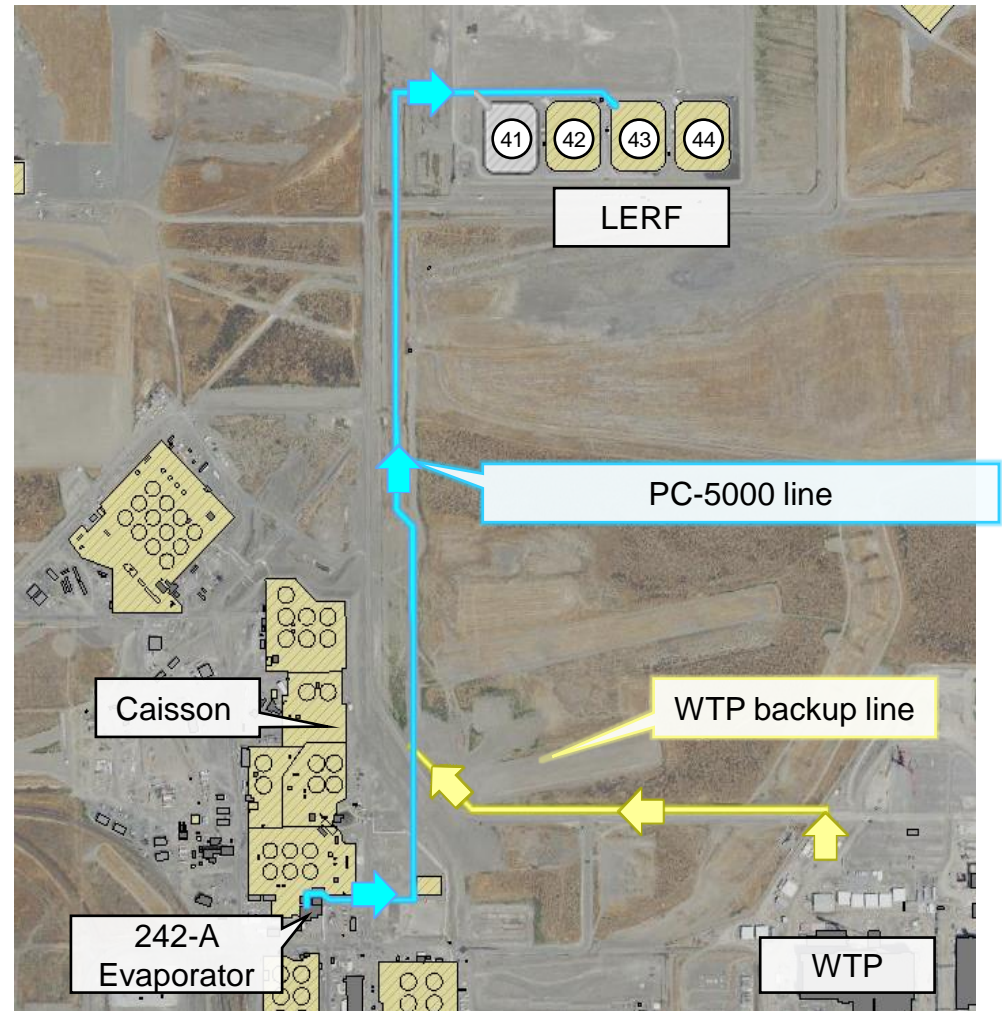 41 42 43 44
LERF
PC-5000 line
Caisson
WTP backup line
242-A
Evaporator
WTP